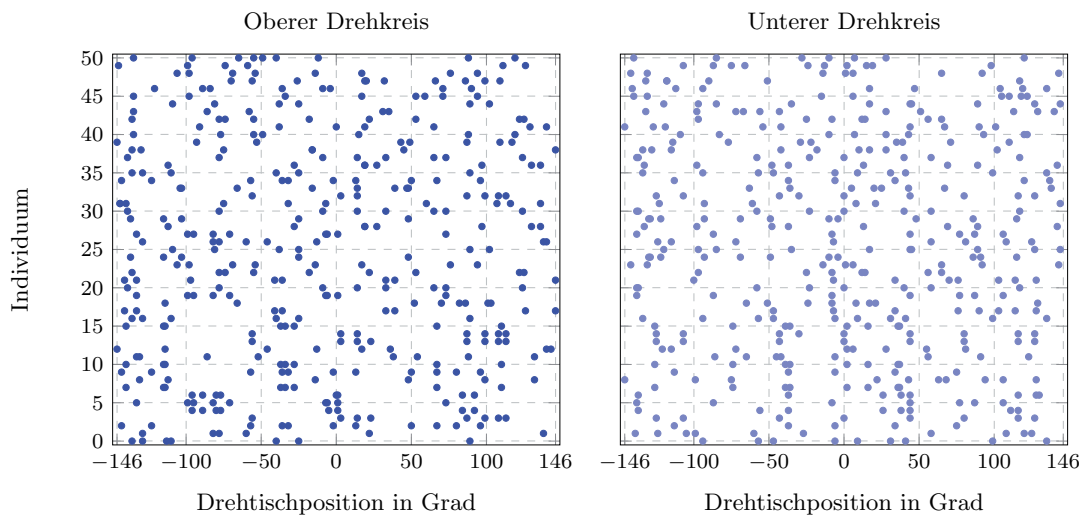 Oberer Drehkreis
Unterer Drehkreis
50
45
40
35
30
25
20
15
10
5
0
Individuum
−146 −100 −50 0 50 100 146
−146 −100 −50 0 50 100 146
Drehtischposition in Grad
Drehtischposition in Grad